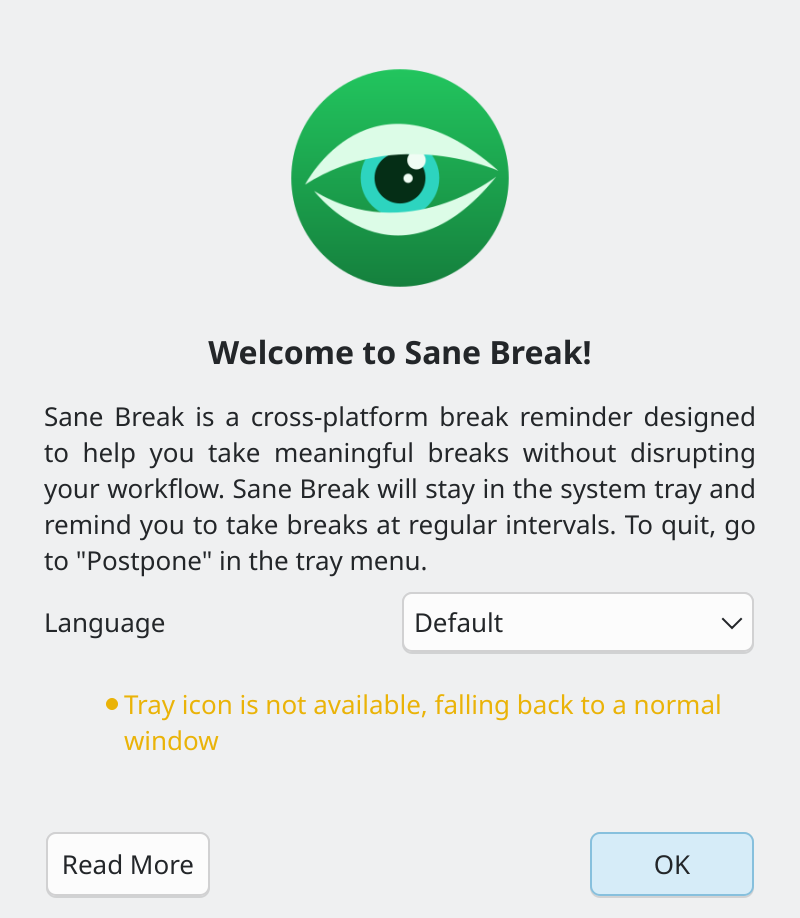 Welcome to Sane Break!
Sane Break is a cross-platform break reminder designed
to help you take meaningful breaks without disrupting
your workflow. Sane Break will stay in the system tray and
remind you to take breaks at regular intervals. To quit, go
to "Postpone" in the tray menu.
Language
Default
Tray icon is not available, falling back to a normal
window
Read More
OK